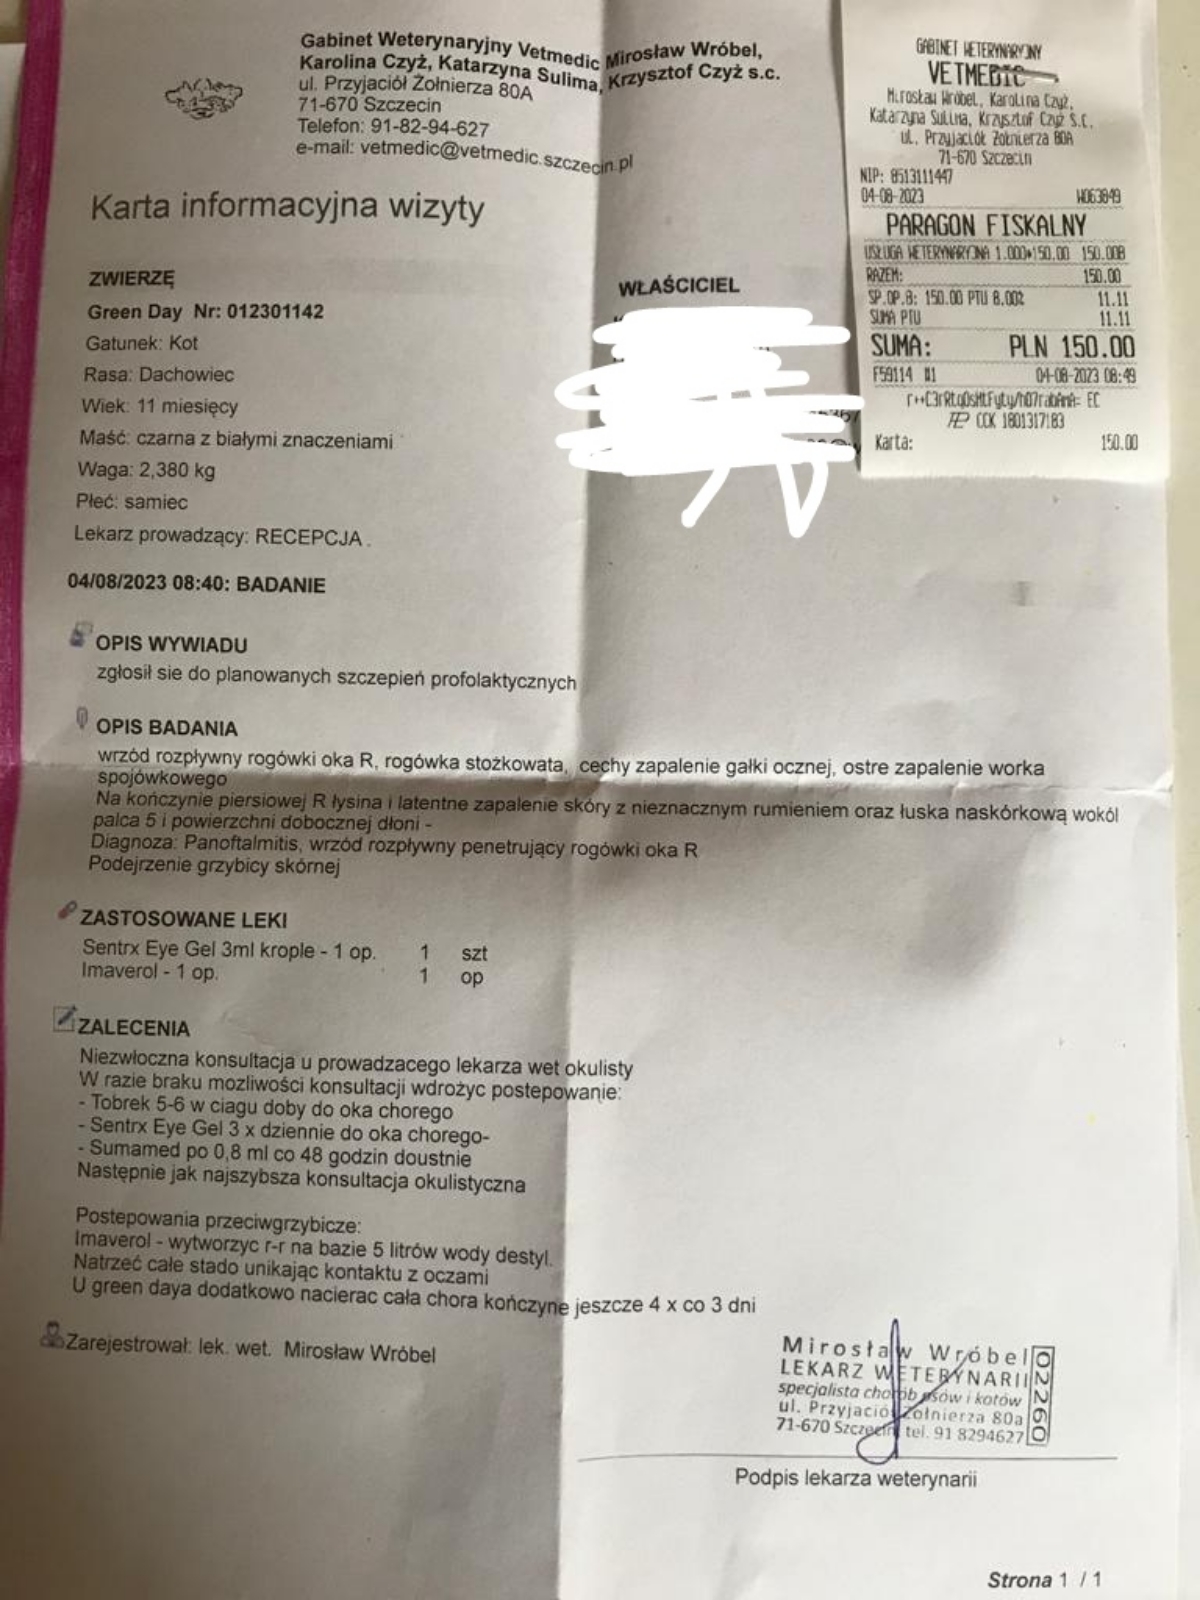 Gabinet Weterynaryjny Vetmedic Mirosław Wróbel,
Karolina Czyż, Katarzyna Sulima, Krzysztof Czyż s.c.
ul. Przyjaciół Żołnierza 80A
71-670 Szczecin
Telefon: 91-82-94-627
e-mail: vetmedic@vetmedic.szczecin.pl
Karta informacyjna wizyty
ZWIERZĘ
Green Day Nr: 012301142
Gatunek: Kot
Rasa: Dachowiec
Wiek: 11 miesięcy
Maść: czarna z białymi znaczeniami
Waga: 2,380 kg
Płeć: samiec
Lekarz prowadzący: RECEPCJA .
WŁAŚCICIEL
GABINET WETERYNARYJNY
VETMEDIC
Mirosław Wróbel, Karolina Czyż,
Katarzyna Sulima, Krzysztof Czyż S.C.
ul. Przyjaciół Żołnierza 80A
71-670 Szczecin
NIP: 8513111447
04-08-2023 W063849
PARAGON FISKALNY
USŁUGA WETERYNARYJNA 1.000*150.00 150.00B
RAZEM: 150.00
SP.OP.B: 150.00 PTU 8.00% 11.11
SUMA PTU 11.11
SUMA: PLN 150.00
F59114 #1 04-08-2023 08:49
CCK 1801317183
Karta: 150.00
04/08/2023 08:40: BADANIE
OPIS WYWIADU
zgłosił sie do planowanych szczepień profolaktycznych
OPIS BADANIA
wrzód rozpływny rogówki oka R, rogówka stożkowata, cechy zapalenie gałki ocznej, ostre zapalenie worka
spojówkowego
Na kończynie piersiowej R łysina i latentne zapalenie skóry z nieznacznym rumieniem oraz łuska naskórkową wokól
palca 5 i powierzchni dobocznej dłoni -
Diagnoza: Panoftalmitis, wrzód rozpływny penetrujący rogówki oka R
Podejrzenie grzybicy skórnej
ZASTOSOWANE LEKI
Sentrx Eye Gel 3ml krople - 1 op. 1 szt
Imaverol - 1 op. 1 op
ZALECENIA
Niezwłoczna konsultacja u prowadzacego lekarza wet okulisty
W razie braku mozliwości konsultacji wdrożyc postepowanie:
- Tobrek 5-6 w ciagu doby do oka chorego
- Sentrx Eye Gel 3 x dziennie do oka chorego-
- Sumamed po 0,8 ml co 48 godzin doustnie
Następnie jak najszybsza konsultacja okulistyczna
Postepowania przeciwgrzybicze:
Imaverol - wytworzyc r-r na bazie 5 litrów wody destyl.
Natrzeć całe stado unikając kontaktu z oczami
U green daya dodatkowo nacierac cała chora kończyne jeszcze 4 x co 3 dni
Zarejestrował: lek. wet. Mirosław Wróbel
Mirosław Wróbel
LEKARZ WETERYNARII
specjalista chorób psów i kotów
ul. Przyjaciół Żołnierza 80a
71-670 Szczecin, tel. 91 8294627
02260
Podpis lekarza weterynarii
Strona 1 / 1